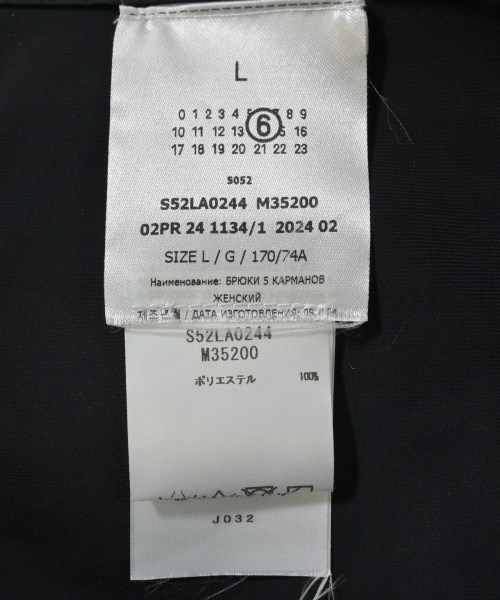 L
0 1 2 3 4 5 6 7 8 9
10 11 12 13 16
17 18 19 20 21 22 23
S052
S52LA0244 M35200
02PR 24 1134/1 2024 02
SIZE L / G / 170/74A
Наименование: БРЮКИ 5 КАРМАНОВ
ЖЕНСКИЙ
/ ДАТА ИЗГОТОВЛЕНИЯ:
S52LA0244
M35200
ポリエステル 100%
J032